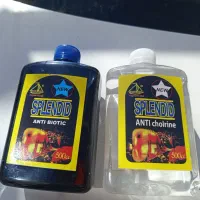 NEW
SPLENDID
ANTI BIOTIC
500ml
NEW
SPLENDID
ANTI choirine
500ml